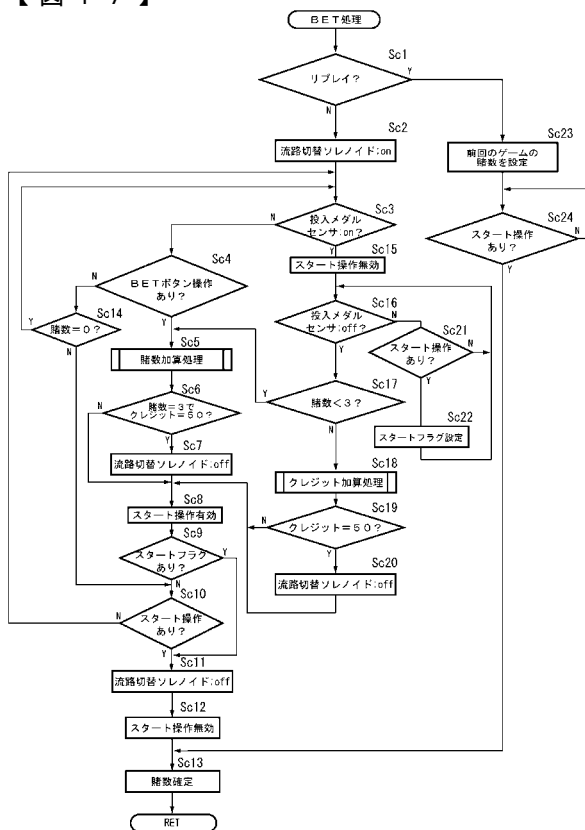 【図17】
BET処理
Sc1
リプレイ?
Y
N
Sc2
流路切替ソレノイド:on
Sc23
前回のゲームの
賭数を設定
Sc3
投入メダル
センサ:on?
N
Y
Sc24
スタート操作
あり?
N
Y
Sc4
BETボタン操作
あり?
N
Y
Sc15
スタート操作無効
Sc14
賭数=0?
Y
N
Sc16
投入メダル
センサ:off?
N
Y
Sc21
スタート操作
あり?
N
Y
Sc5
賭数加算処理
Sc6
賭数=3で
クレジット=50?
N
Y
Sc17
賭数<3?
Y
N
Sc22
スタートフラグ設定
Sc7
流路切替ソレノイド:off
Sc18
クレジット加算処理
Sc8
スタート操作有効
Sc19
クレジット=50?
N
Y
Sc9
スタートフラグ
あり?
Y
N
Sc20
流路切替ソレノイド:off
Sc10
スタート操作
あり?
N
Y
Sc11
流路切替ソレノイド:off
Sc12
スタート操作無効
Sc13
賭数確定
RET